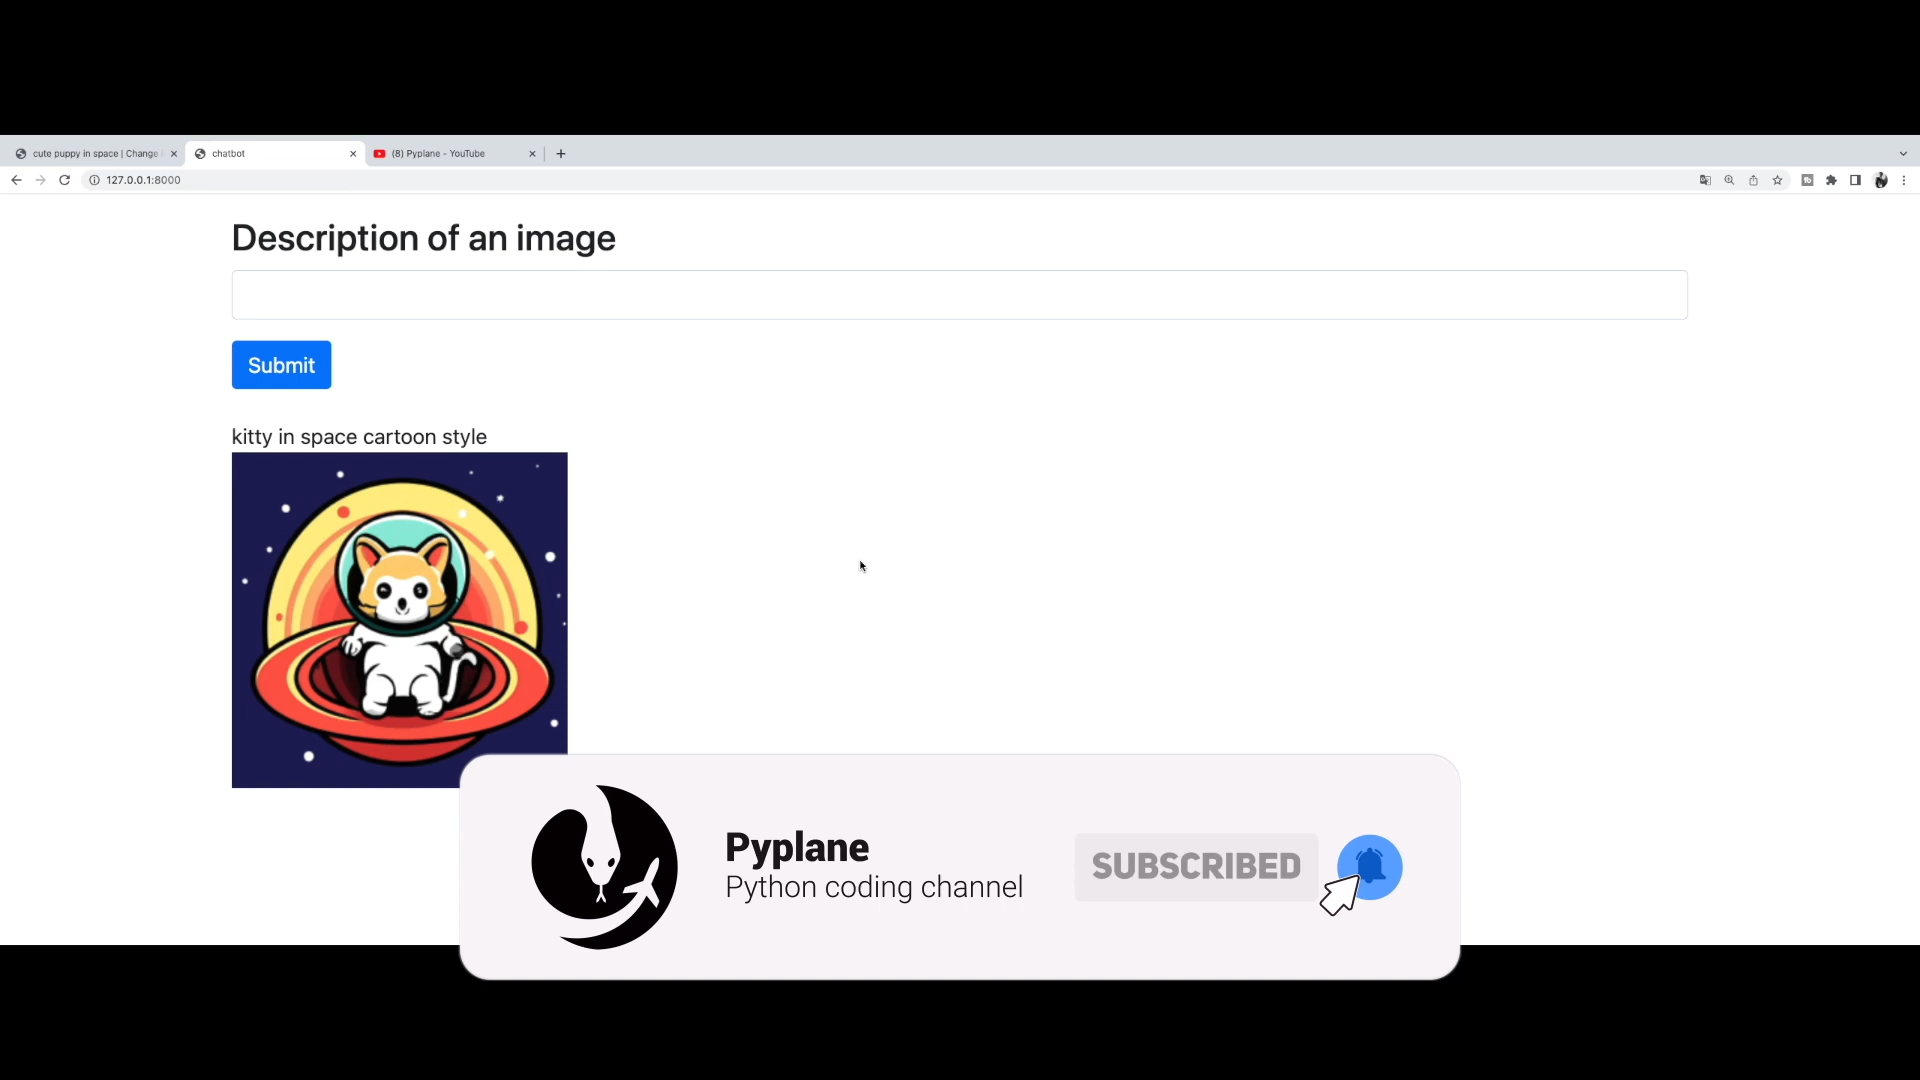 cute puppy in space | Change
chatbot
(8) Pyplane - YouTube
127.0.0.1:8000
Description of an image
Submit
kitty in space cartoon style
Pyplane
Python coding channel
SUBSCRIBED